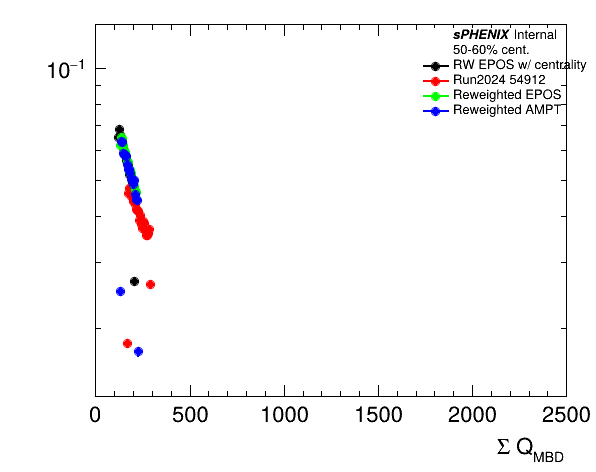 sPHENIX Internal
50-60% cent.
RW EPOS w/ centrality
Run2024 54912
Reweighted EPOS
Reweighted AMPT
10⁻¹
0 500 1000 1500 2000 2500
Σ Q_MBD